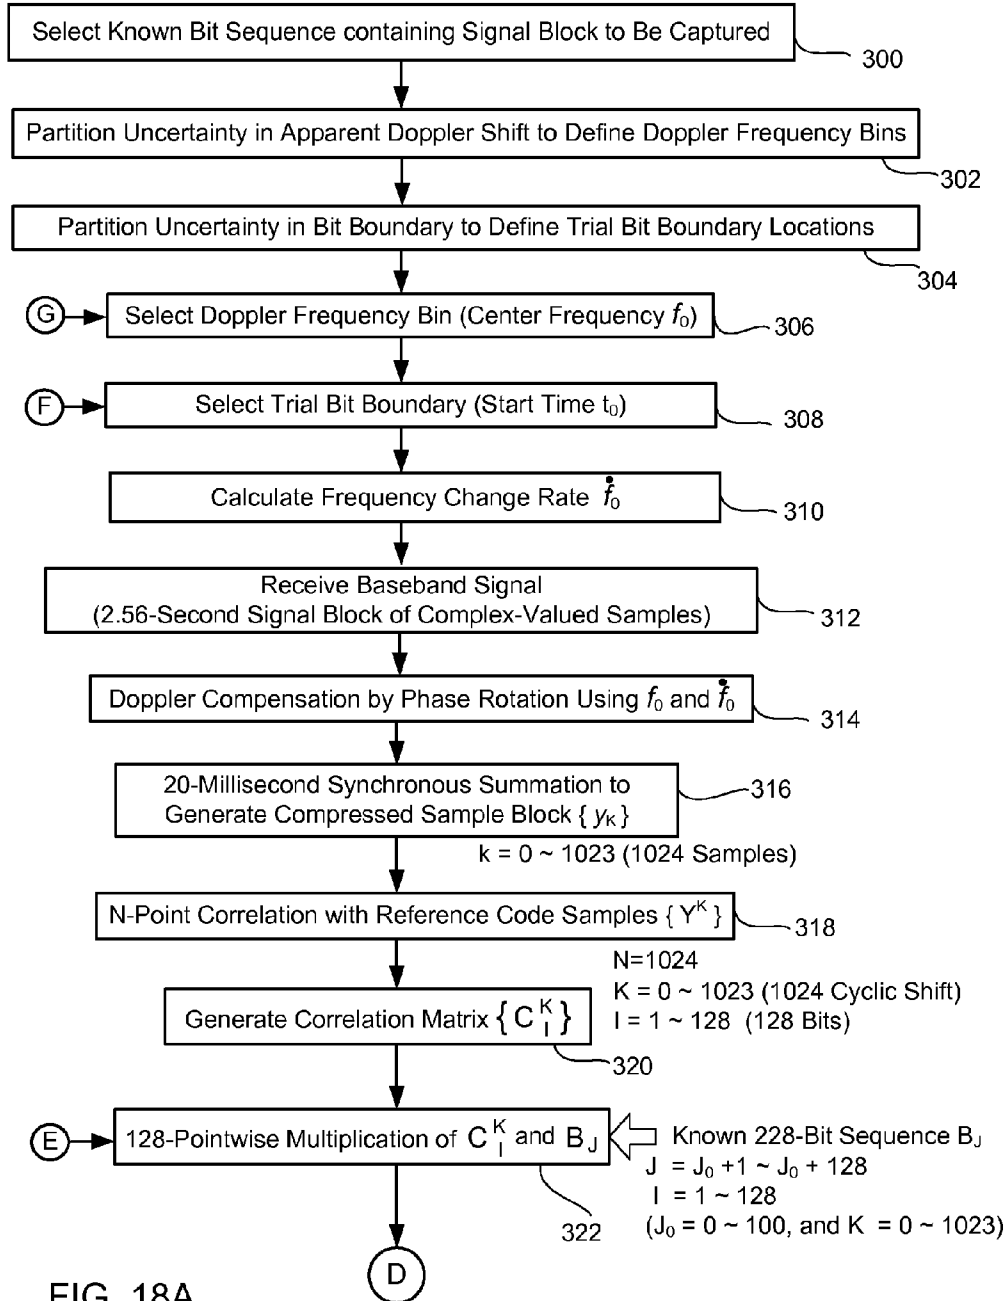 Select Known Bit Sequence containing Signal Block to Be Captured
300
Partition Uncertainty in Apparent Doppler Shift to Define Doppler Frequency Bins
302
Partition Uncertainty in Bit Boundary to Define Trial Bit Boundary Locations
304
G
Select Doppler Frequency Bin (Center Frequency f₀)
306
F
Select Trial Bit Boundary (Start Time t₀)
308
Calculate Frequency Change Rate ḟ₀
310
Receive Baseband Signal
(2.56-Second Signal Block of Complex-Valued Samples)
312
Doppler Compensation by Phase Rotation Using f₀ and ḟ₀
314
20-Millisecond Synchronous Summation to
Generate Compressed Sample Block { y_K }
316
k = 0 ~ 1023 (1024 Samples)
N-Point Correlation with Reference Code Samples { Y^K }
318
N=1024
K = 0 ~ 1023 (1024 Cyclic Shift)
I = 1 ~ 128 (128 Bits)
Generate Correlation Matrix { C_I^K }
320
E
128-Pointwise Multiplication of C_I^K and B_J
322
Known 228-Bit Sequence B_J
J = J₀ +1 ~ J₀ + 128
I = 1 ~ 128
(J₀ = 0 ~ 100, and K = 0 ~ 1023)
D
FIG. 18A